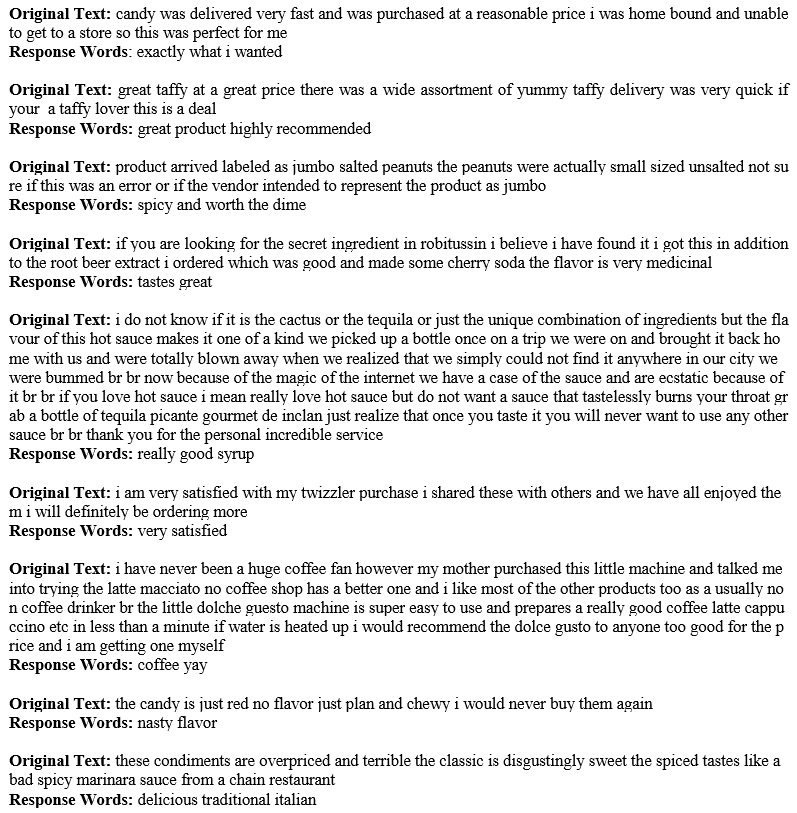 Original Text: candy was delivered very fast and was purchased at a reasonable price i was home bound and unable
to get to a store so this was perfect for me
Response Words: exactly what i wanted
Original Text: great taffy at a great price there was a wide assortment of yummy taffy delivery was very quick if
your a taffy lover this is a deal
Response Words: great product highly recommended
Original Text: product arrived labeled as jumbo salted peanuts the peanuts were actually small sized unsalted not su
re if this was an error or if the vendor intended to represent the product as jumbo
Response Words: spicy and worth the dime
Original Text: if you are looking for the secret ingredient in robitussin i believe i have found it i got this in addition
to the root beer extract i ordered which was good and made some cherry soda the flavor is very medicinal
Response Words: tastes great
Original Text: i do not know if it is the cactus or the tequila or just the unique combination of ingredients but the fla
vour of this hot sauce makes it one of a kind we picked up a bottle once on a trip we were on and brought it back ho
me with us and were totally blown away when we realized that we simply could not find it anywhere in our city we
were bummed br br now because of the magic of the internet we have a case of the sauce and are ecstatic because of
it br br if you love hot sauce i mean really love hot sauce but do not want a sauce that tastelessly burns your throat gr
ab a bottle of tequila picante gourmet de inclan just realize that once you taste it you will never want to use any other
sauce br br thank you for the personal incredible service
Response Words: really good syrup
Original Text: i am very satisfied with my twizzler purchase i shared these with others and we have all enjoyed the
m i will definitely be ordering more
Response Words: very satisfied
Original Text: i have never been a huge coffee fan however my mother purchased this little machine and talked me
into trying the latte macciato no coffee shop has a better one and i like most of the other products too as a usually no
n coffee drinker br the little dolche guesto machine is super easy to use and prepares a really good coffee latte cappu
ccino etc in less than a minute if water is heated up i would recommend the dolce gusto to anyone too good for the p
rice and i am getting one myself
Response Words: coffee yay
Original Text: the candy is just red no flavor just plan and chewy i would never buy them again
Response Words: nasty flavor
Original Text: these condiments are overpriced and terrible the classic is disgustingly sweet the spiced tastes like a
bad spicy marinara sauce from a chain restaurant
Response Words: delicious traditional italian